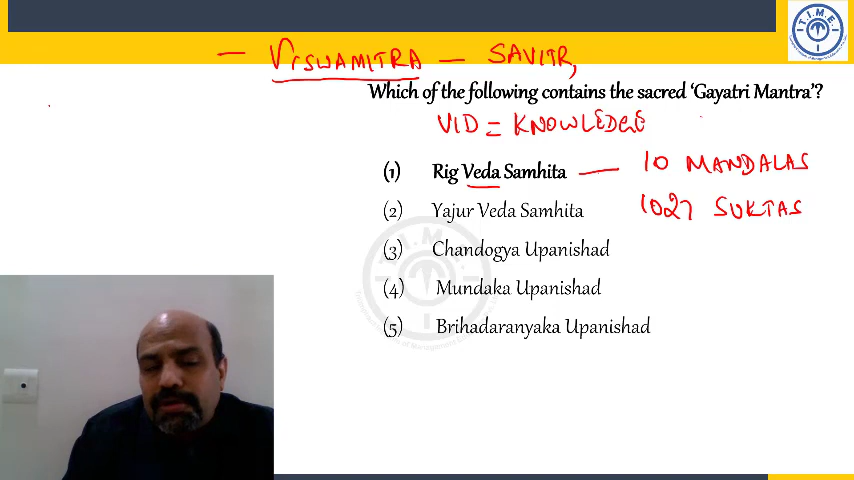 T.I.M.E.
— VISWAMITRA — SAVITR,
Which of the following contains the sacred ‘Gayatri Mantra’?
VID = KNOWLEDGE
(1) Rig Veda Samhita — 10 MANDALAS
(2) Yajur Veda Samhita 1027 SUKTAS
(3) Chandogya Upanishad
(4) Mundaka Upanishad
(5) Brihadaranyaka Upanishad